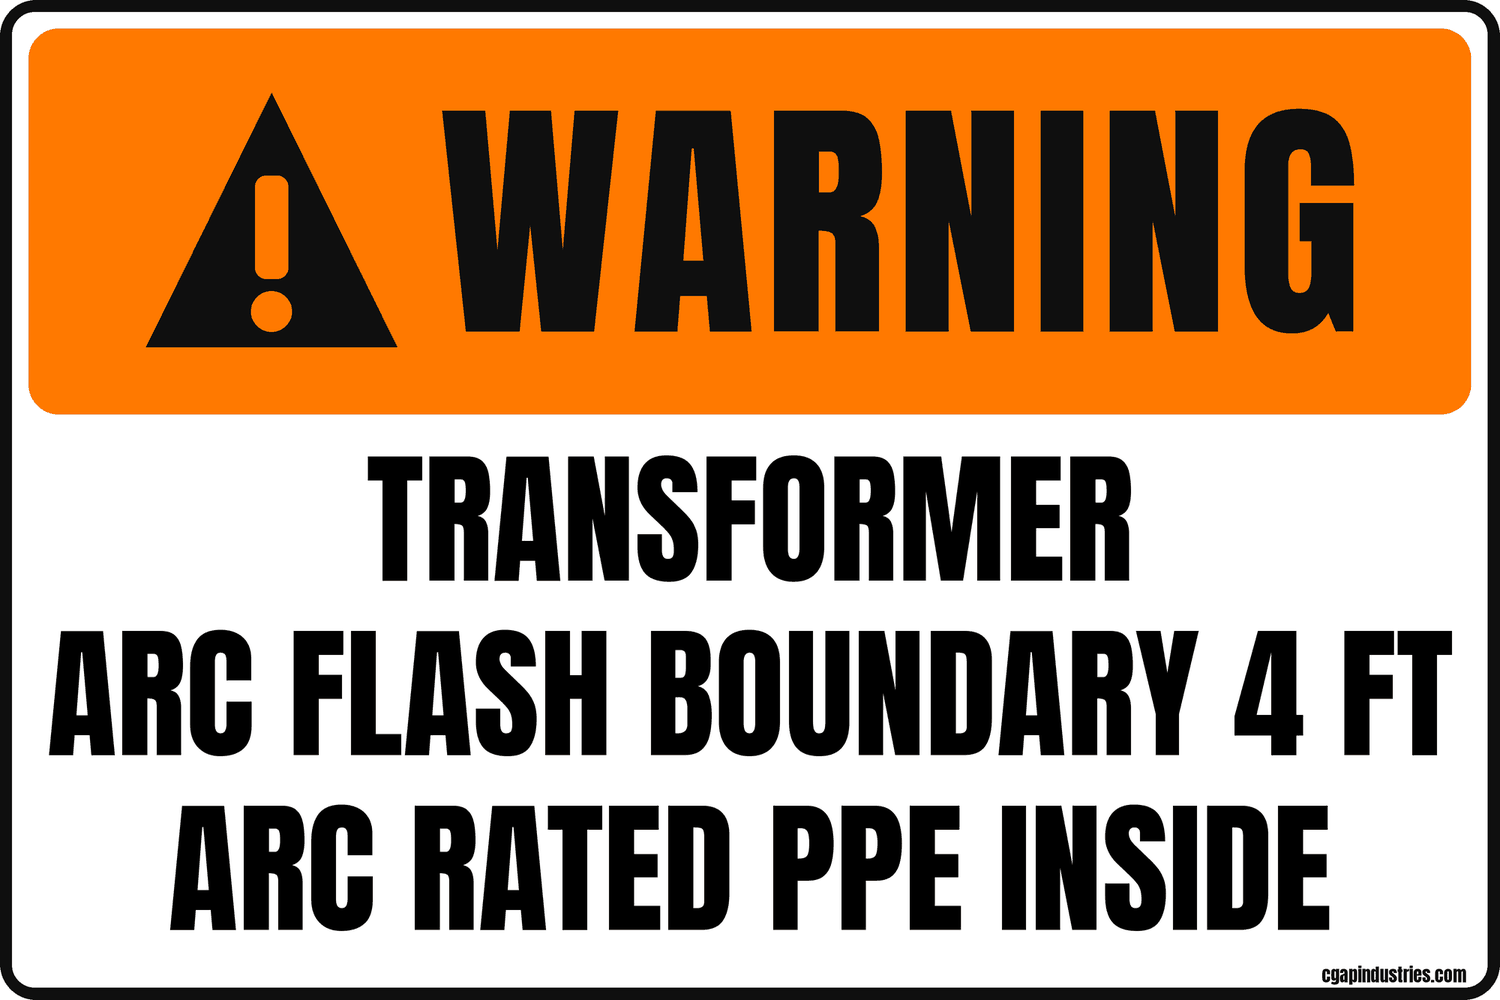 WARNING
TRANSFORMER
ARC FLASH BOUNDARY 4 FT
ARC RATED PPE INSIDE
cgapindustries.com